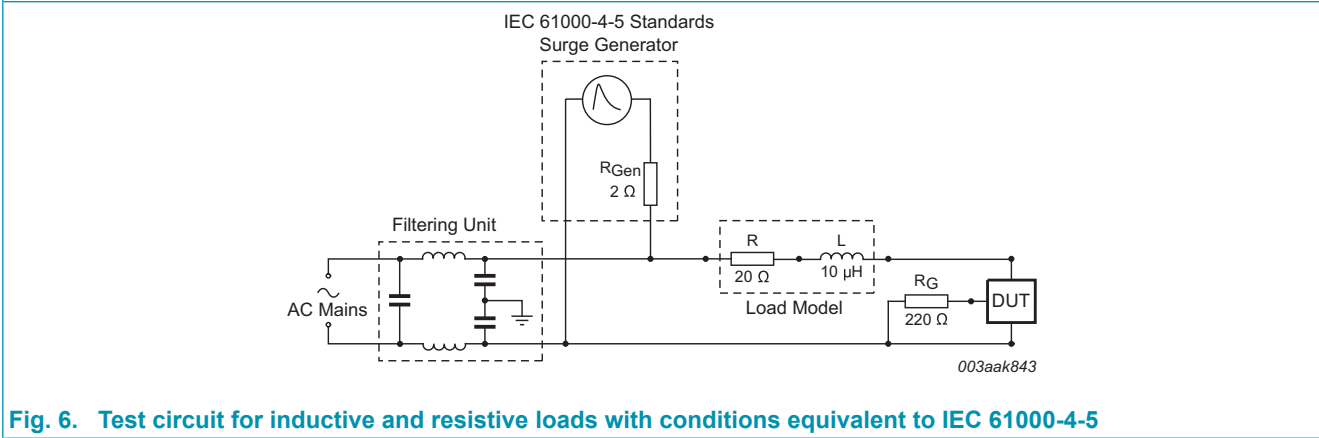 IEC 61000-4-5 Standards
Surge Generator
RGen
2 Ω
Filtering Unit
AC Mains
R
20 Ω
L
10 μH
Load Model
RG
220 Ω
DUT
003aak843
Fig. 6. Test circuit for inductive and resistive loads with conditions equivalent to IEC 61000-4-5